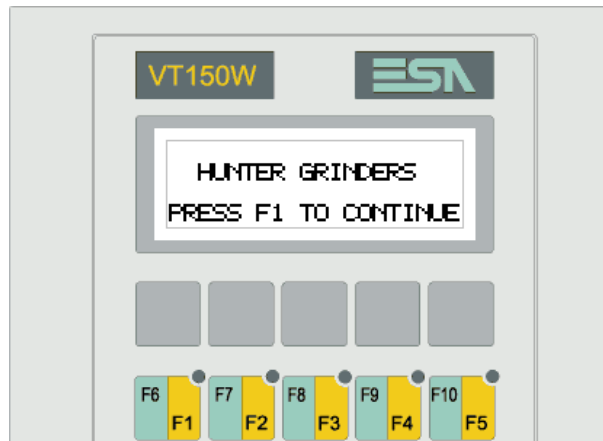 VT150W ESA
HUNTER GRINDERS
PRESS F1 TO CONTINUE
F6 F7 F8 F9 F10
F1 F2 F3 F4 F5